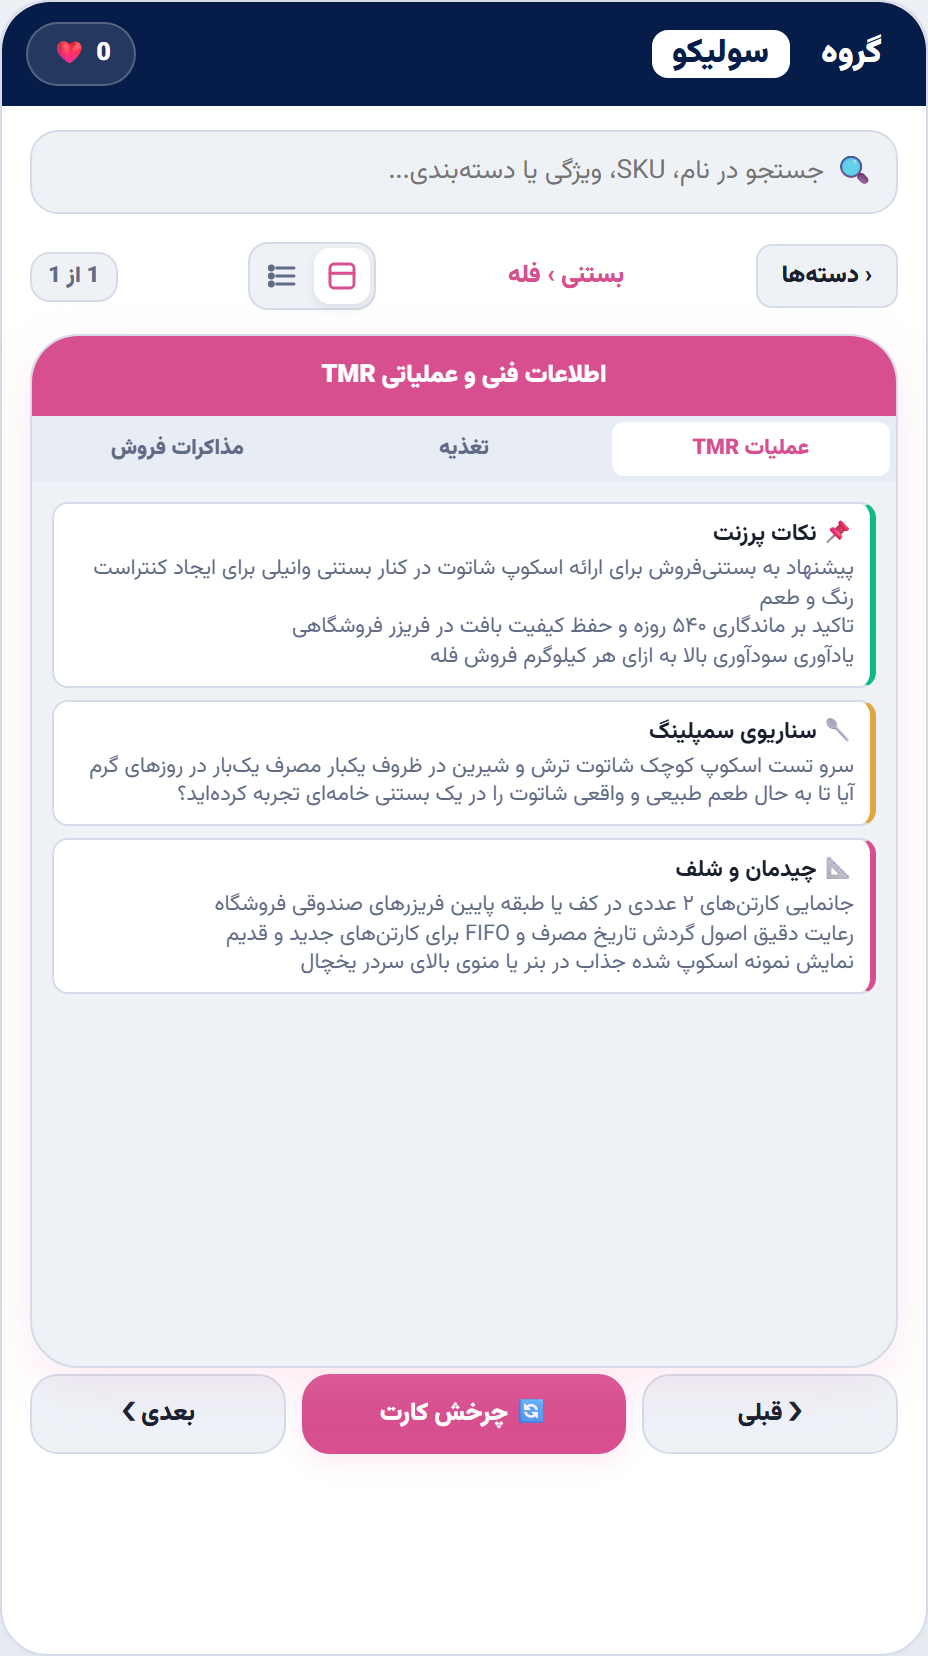 گروه سولیکو
0
جستجو در نام، SKU، ویژگی یا دسته‌بندی...
‹ دسته‌ها
بستنی › فله
1 از 1
اطلاعات فنی و عملیاتی TMR
عملیات TMR
تغذیه
مذاکرات فروش
نکات پرزنت
پیشنهاد به بستنی‌فروش برای ارائه اسکوپ شاتوت در کنار بستنی وانیلی برای ایجاد کنتراست
رنگ و طعم
تاکید بر ماندگاری ۵۴۰ روزه و حفظ کیفیت بافت در فریزر فروشگاهی
یادآوری سودآوری بالا به ازای هر کیلوگرم فروش فله
سناریوی سمپلینگ
سرو تست اسکوپ کوچک شاتوت ترش و شیرین در ظروف یکبار مصرف یک‌بار در روزهای گرم
آیا تا به حال طعم طبیعی و واقعی شاتوت را در یک بستنی خامه‌ای تجربه کرده‌اید؟
چیدمان و شلف
جانمایی کارتن‌های ۲ عددی در کف یا طبقه پایین فریزرهای صندوقی فروشگاه
رعایت دقیق اصول گردش تاریخ مصرف و FIFO برای کارتن‌های جدید و قدیم
نمایش نمونه اسکوپ شده جذاب در بنر یا منوی بالای سردر یخچال
❯ قبلی
چرخش کارت
بعدی ❮